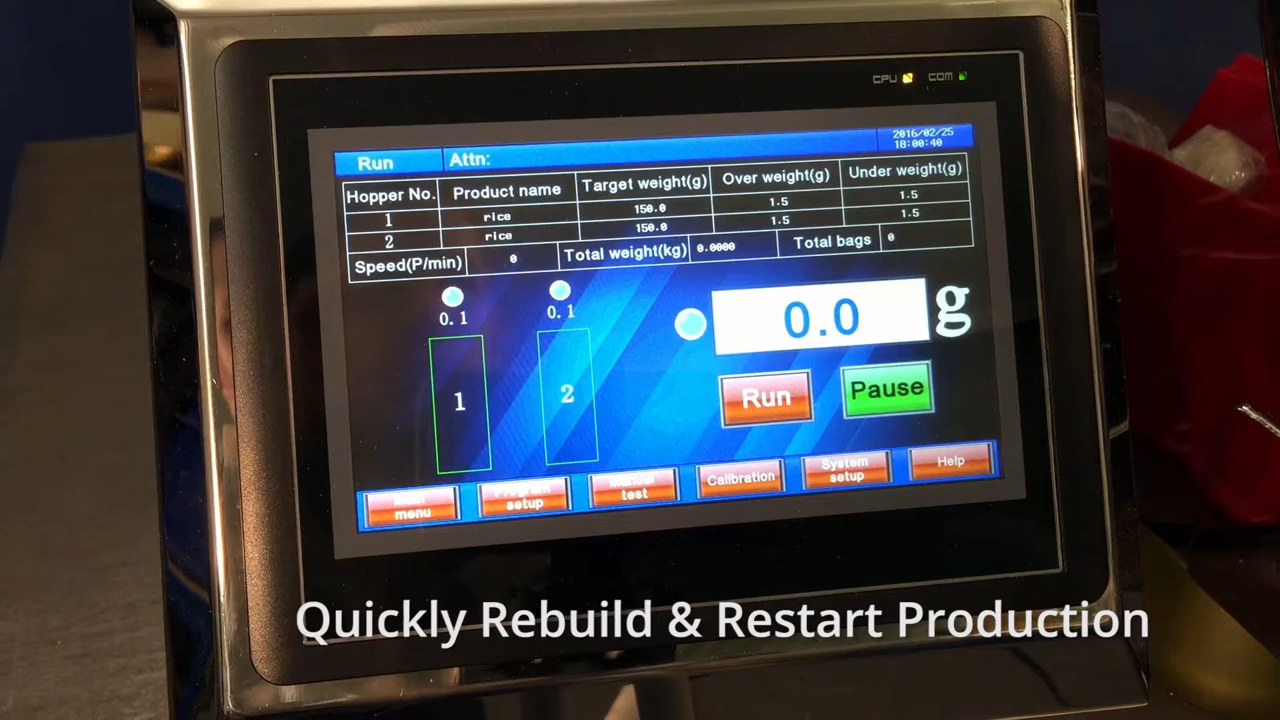 CPU COM
Run Attn: 2016/02/25
18:00:40
Hopper No. Product name Target weight(g) Over weight(g) Under weight(g)
1 rice 150.0 1.5 1.5
2 rice 150.0 1.5 1.5
Speed(P/min) 0 Total weight(kg) 0.0000 Total bags 0
0.1 0.1
0.0 g
1 2
Run Pause
Main menu
Program setup
Manual test
Calibration
System setup
Help
Quickly Rebuild & Restart Production